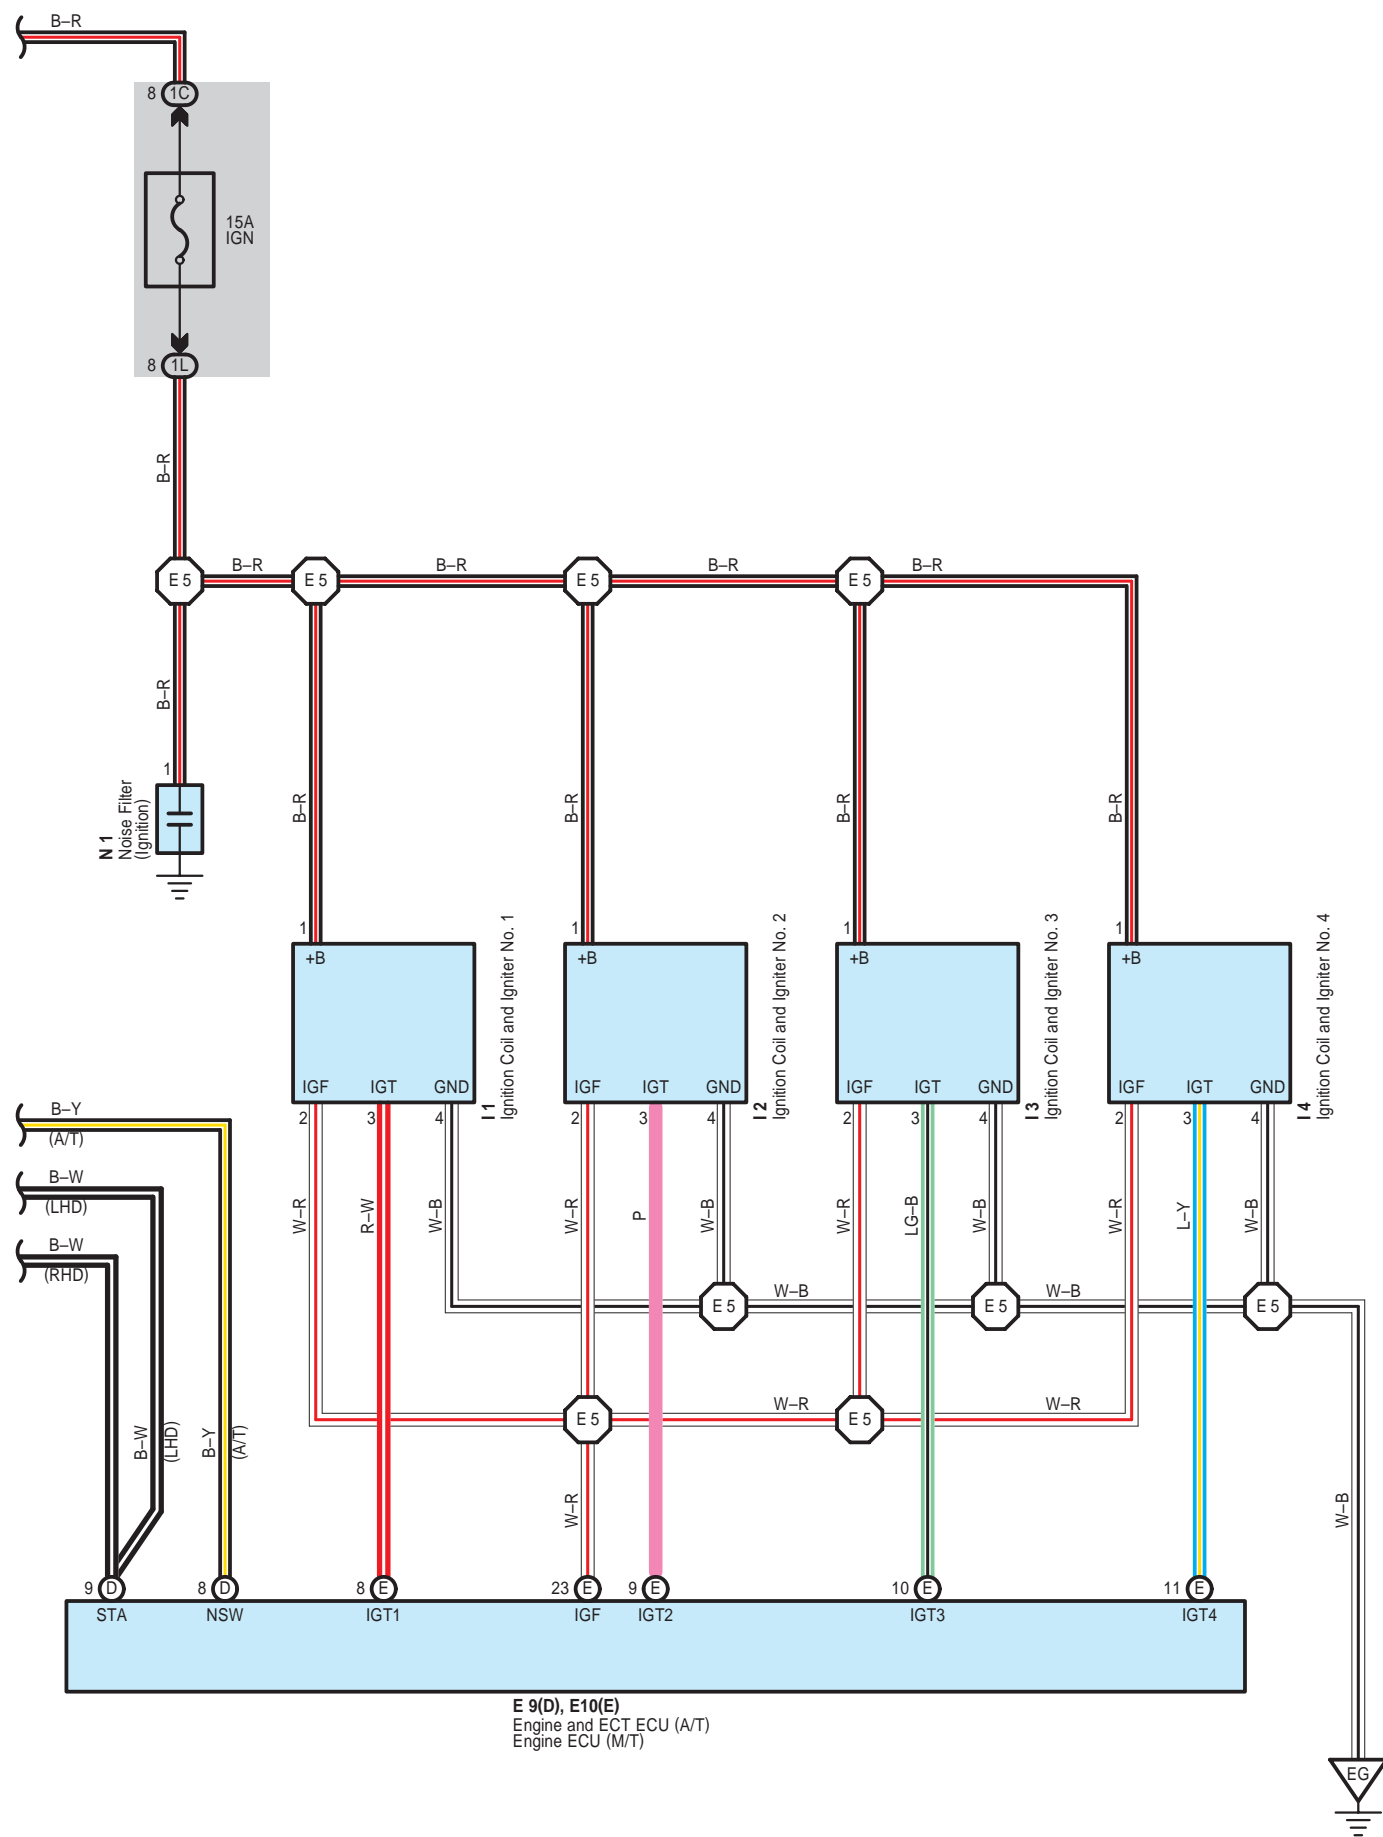 B–R
8 1C
15A
IGN
8 1L
B–R
E 5
B–R
E 5
B–R
E 5
B–R
E 5
B–R
B–R
1
N 1
Noise Filter
(Ignition)
B–R
B–R
B–R
B–R
1
+B
IGF IGT GND
2 3 4
I 1
Ignition Coil and Igniter No. 1
1
+B
IGF IGT GND
2 3 4
I 2
Ignition Coil and Igniter No. 2
1
+B
IGF IGT GND
2 3 4
I 3
Ignition Coil and Igniter No. 3
1
+B
IGF IGT GND
2 3 4
I 4
Ignition Coil and Igniter No. 4
B–Y
(A/T)
B–W
(LHD)
B–W
(RHD)
W–R
R–W
W–B
W–R
P
W–B
W–R
LG–B
W–B
W–R
L–Y
W–B
E 5
W–B
E 5
W–B
E 5
E 5
W–R
E 5
W–R
B–W
(LHD)
B–Y
(A/T)
W–R
W–B
9 D
8 D
8 E
23 E
9 E
10 E
11 E
STA
NSW
IGT1
IGF
IGT2
IGT3
IGT4
E 9(D), E10(E)
Engine and ECT ECU (A/T)
Engine ECU (M/T)
EG